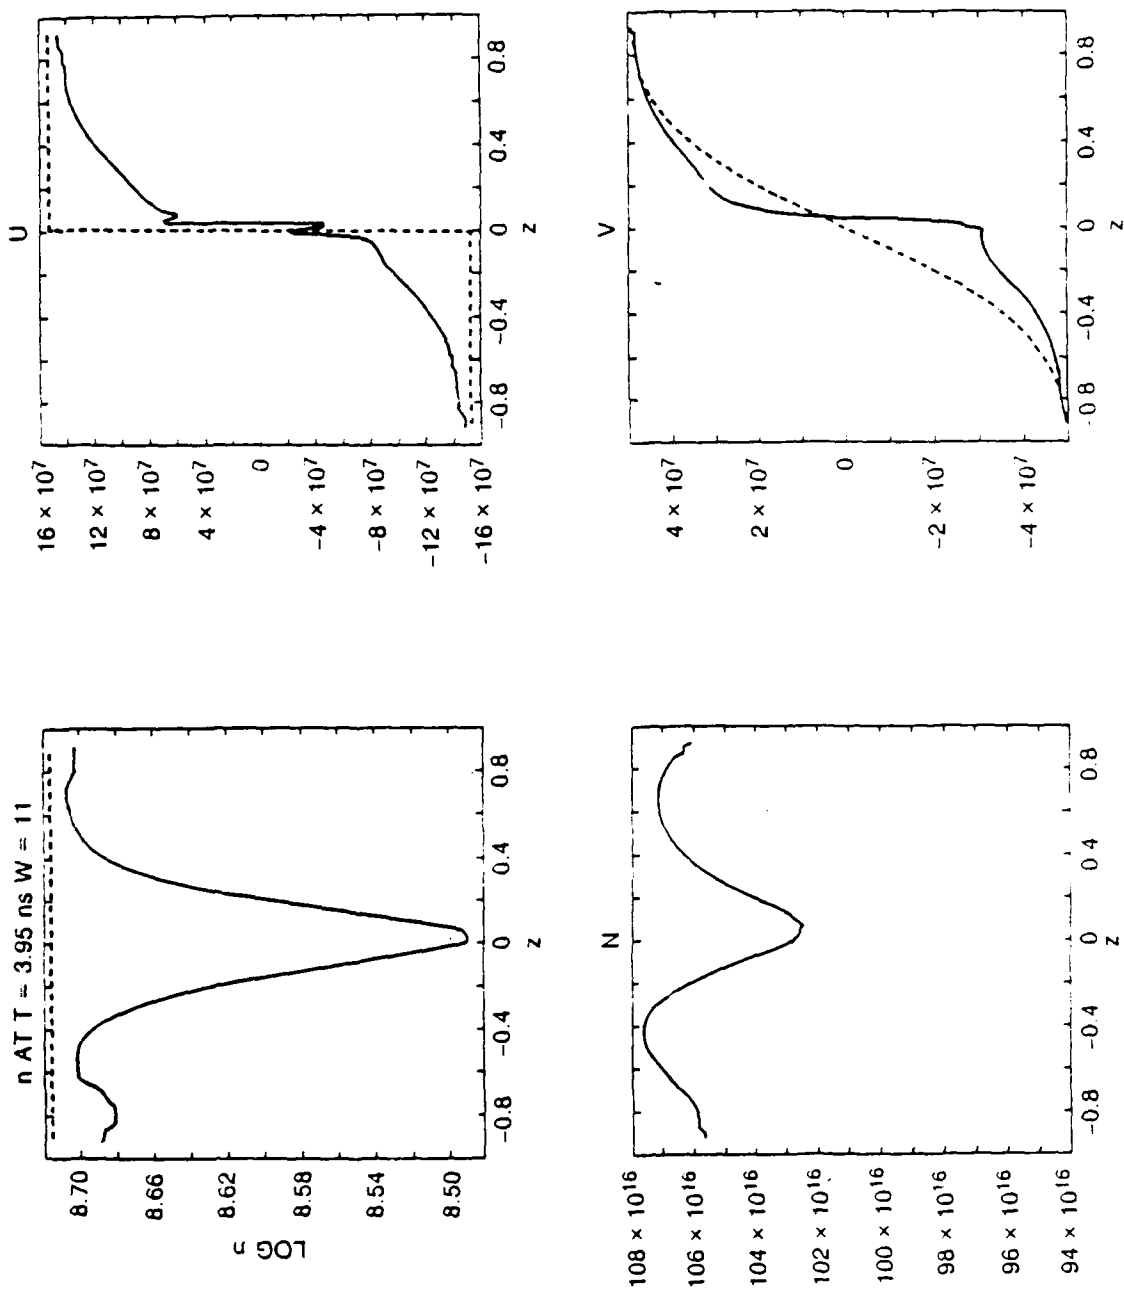 n AT T = 3.95 ns W = 11
LOG n
8.70
8.66
8.62
8.58
8.54
8.50
-0.8
-0.4
0
0.4
0.8
z
U
16 × 10⁷
12 × 10⁷
8 × 10⁷
4 × 10⁷
0
-4 × 10⁷
-8 × 10⁷
-12 × 10⁷
-16 × 10⁷
-0.8
-0.4
0
0.4
0.8
z
N
108 × 10¹⁶
106 × 10¹⁶
104 × 10¹⁶
102 × 10¹⁶
100 × 10¹⁶
98 × 10¹⁶
96 × 10¹⁶
94 × 10¹⁶
-0.8
-0.4
0
0.4
0.8
z
V
4 × 10⁷
2 × 10⁷
0
-2 × 10⁷
-4 × 10⁷
-0.8
-0.4
0
0.4
0.8
z